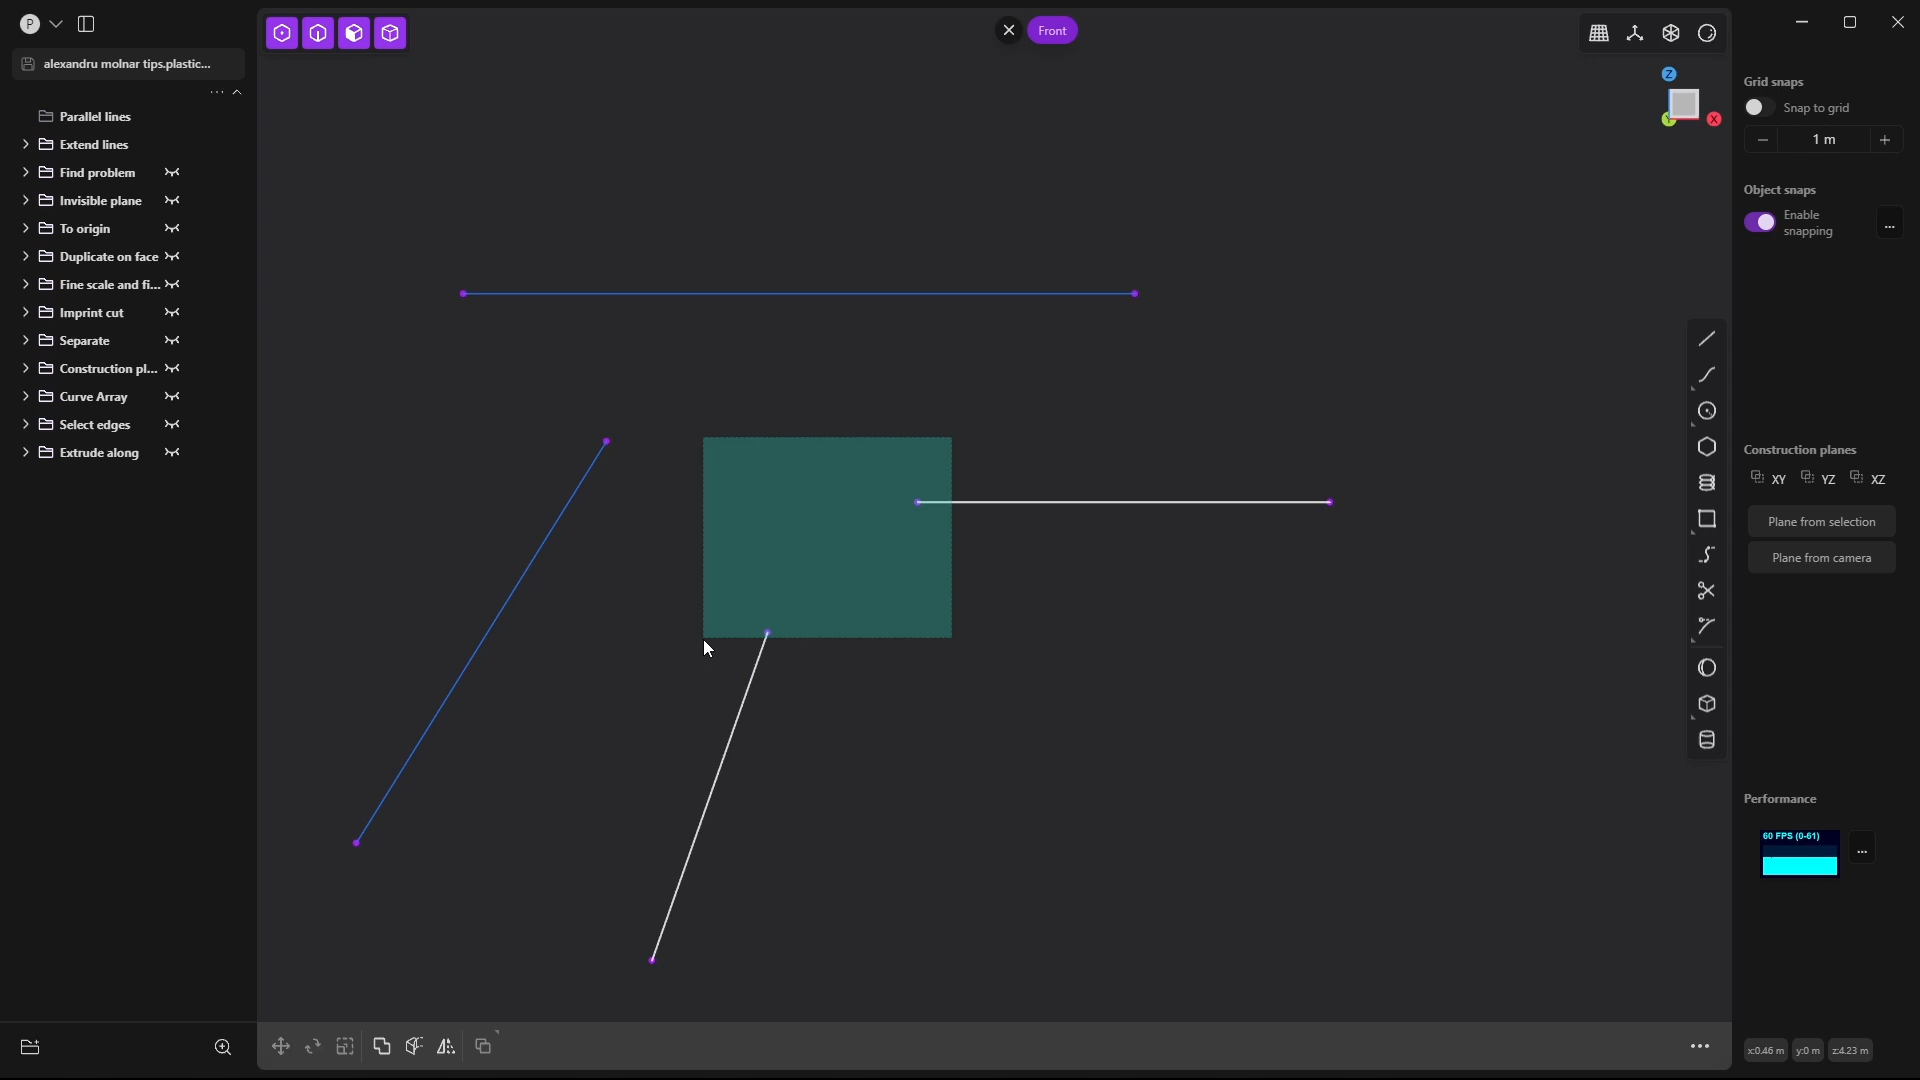 P
alexandru molnar tips.plastic...
Front
Parallel lines
Extend lines
Find problem
Invisible plane
To origin
Duplicate on face
Fine scale and fi...
Imprint cut
Separate
Construction pl...
Curve Array
Select edges
Extrude along
Z
Y
X
Grid snaps
Snap to grid
1 m
Object snaps
Enable
snapping
...
Construction planes
XY YZ XZ
Plane from selection
Plane from camera
Performance
60 FPS (0-61)
...
x:0.46 m y:0 m z:4.23 m